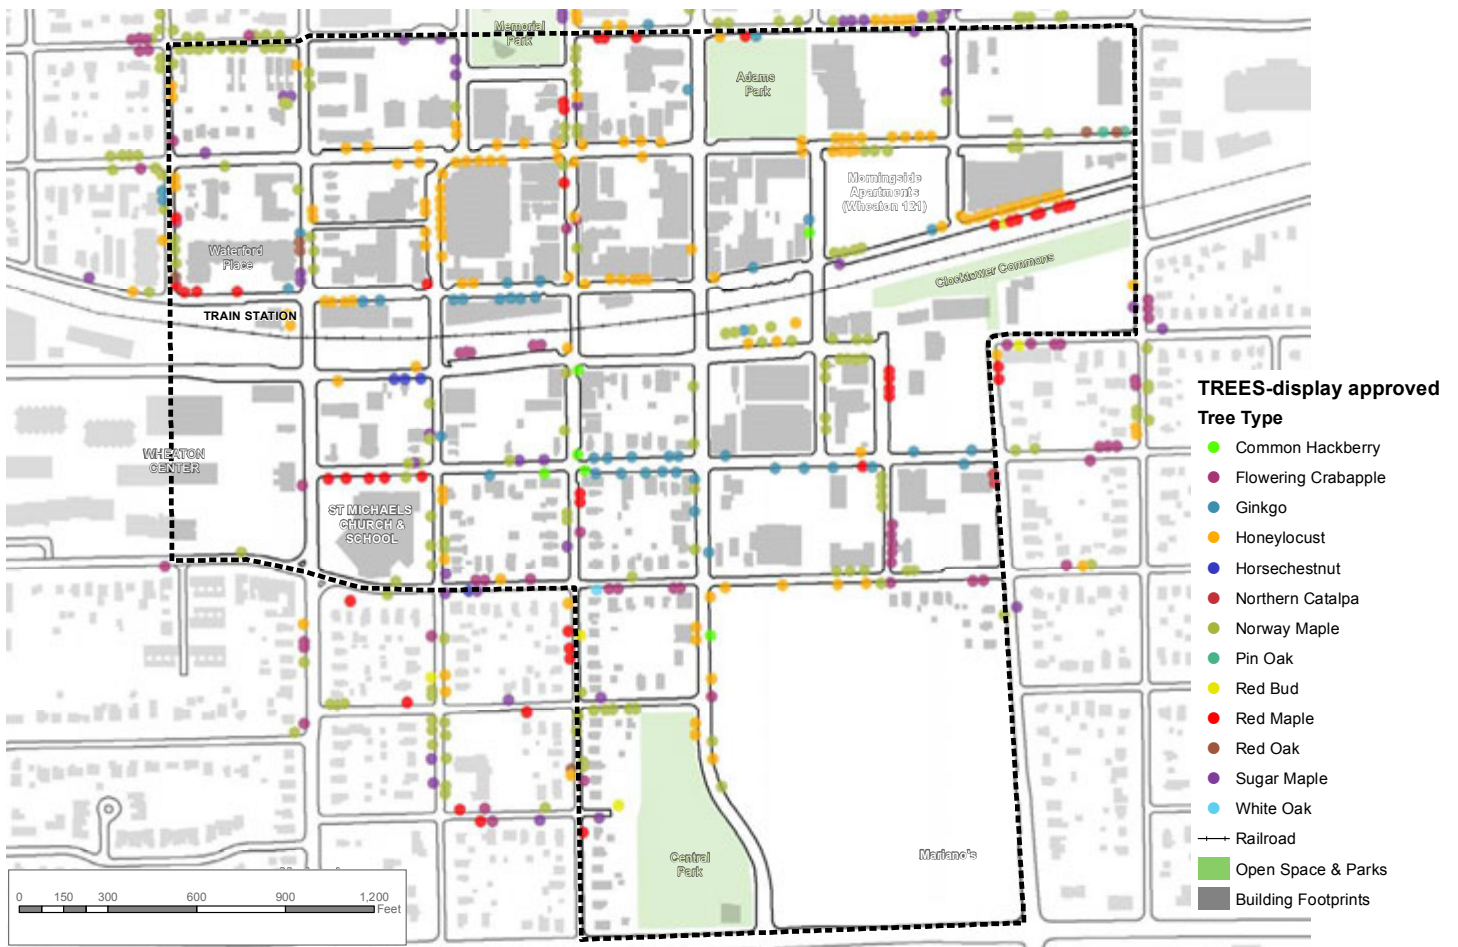 Memorial
Park
Adams
Park
Morningside
Apartments
(Wheaton 121)
Waterford
Place
Clocktower Commons
TRAIN STATION
WHEATON
CENTER
ST MICHAELS
CHURCH &
SCHOOL
Central
Park
Mariano's
TREES-display approved
Tree Type
Common Hackberry
Flowering Crabapple
Ginkgo
Honeylocust
Horsechestnut
Northern Catalpa
Norway Maple
Pin Oak
Red Bud
Red Maple
Red Oak
Sugar Maple
White Oak
Railroad
Open Space & Parks
Building Footprints
0 150 300 600 900 1,200
Feet